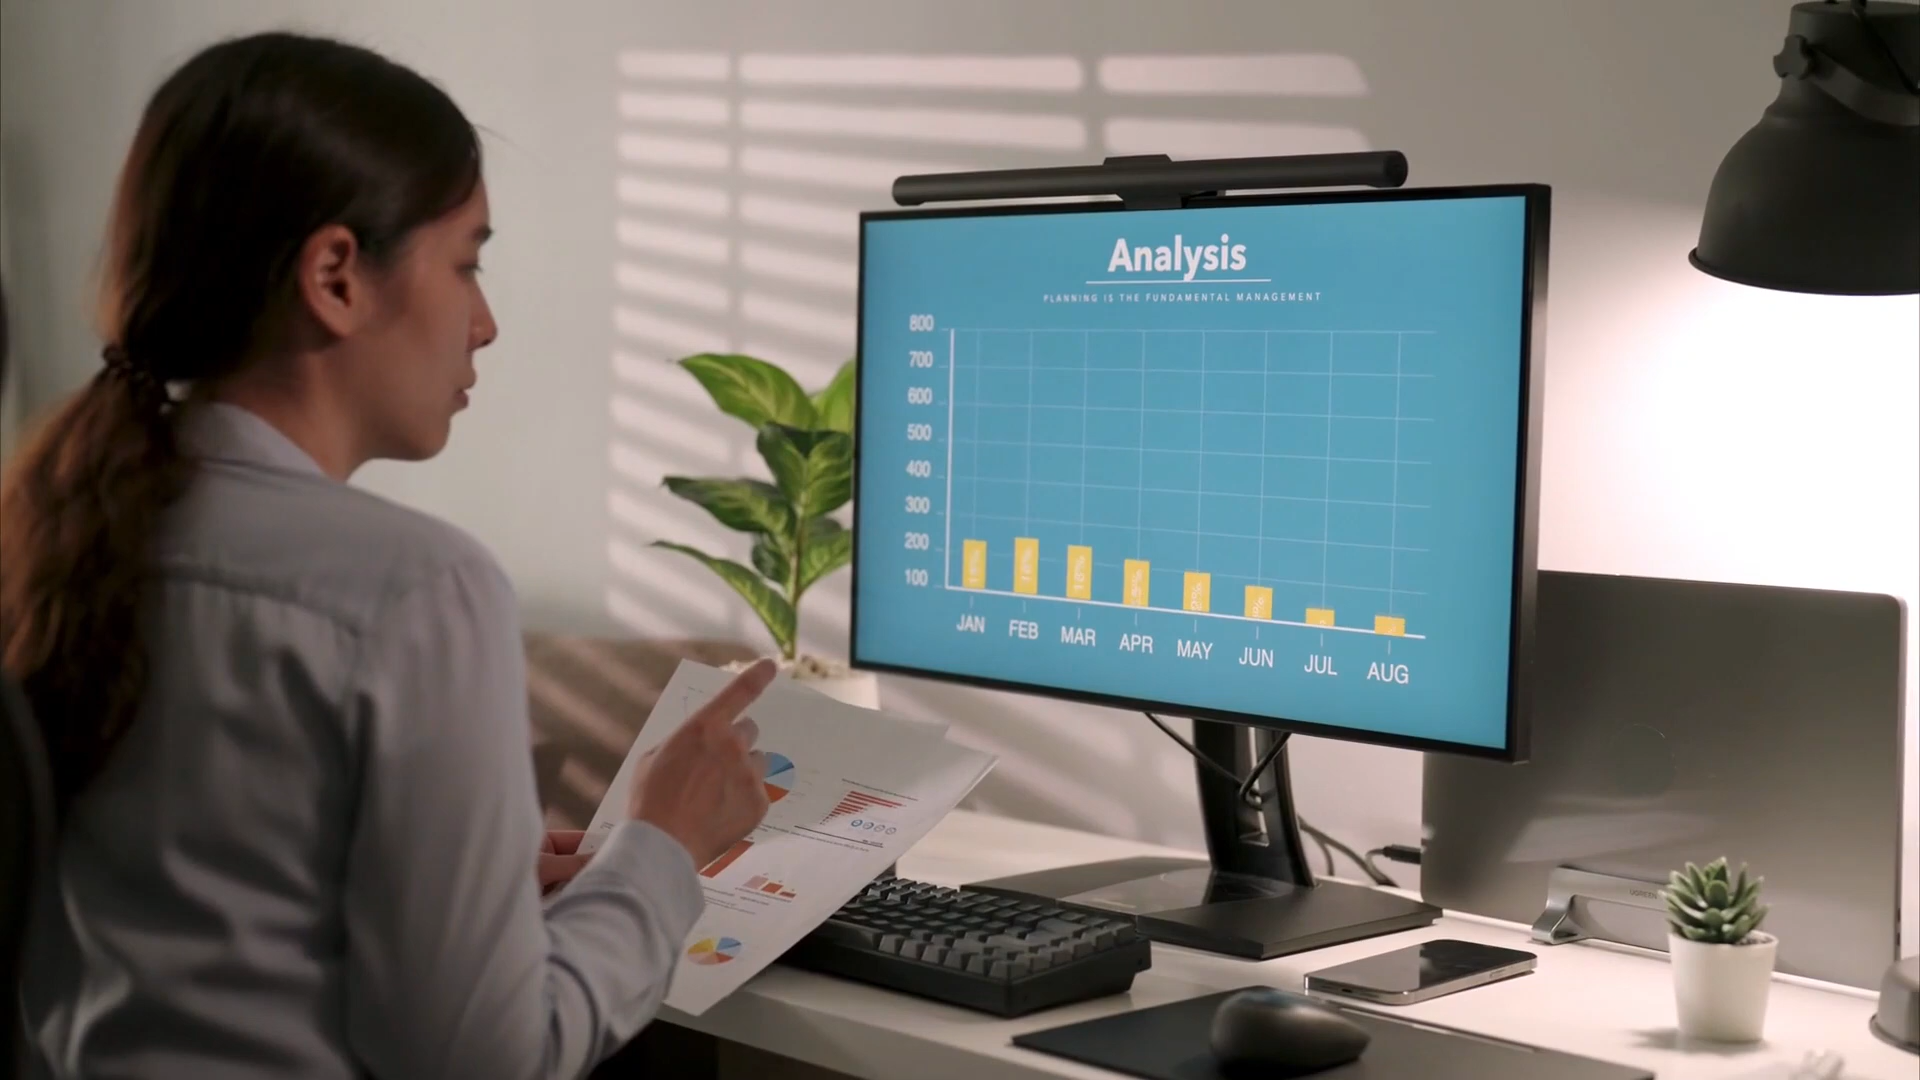 Analysis
PLANNING IS THE FUNDAMENTAL MANAGEMENT
800
700
600
500
400
300
200
100
JAN FEB MAR APR MAY JUN JUL AUG
UGREEN